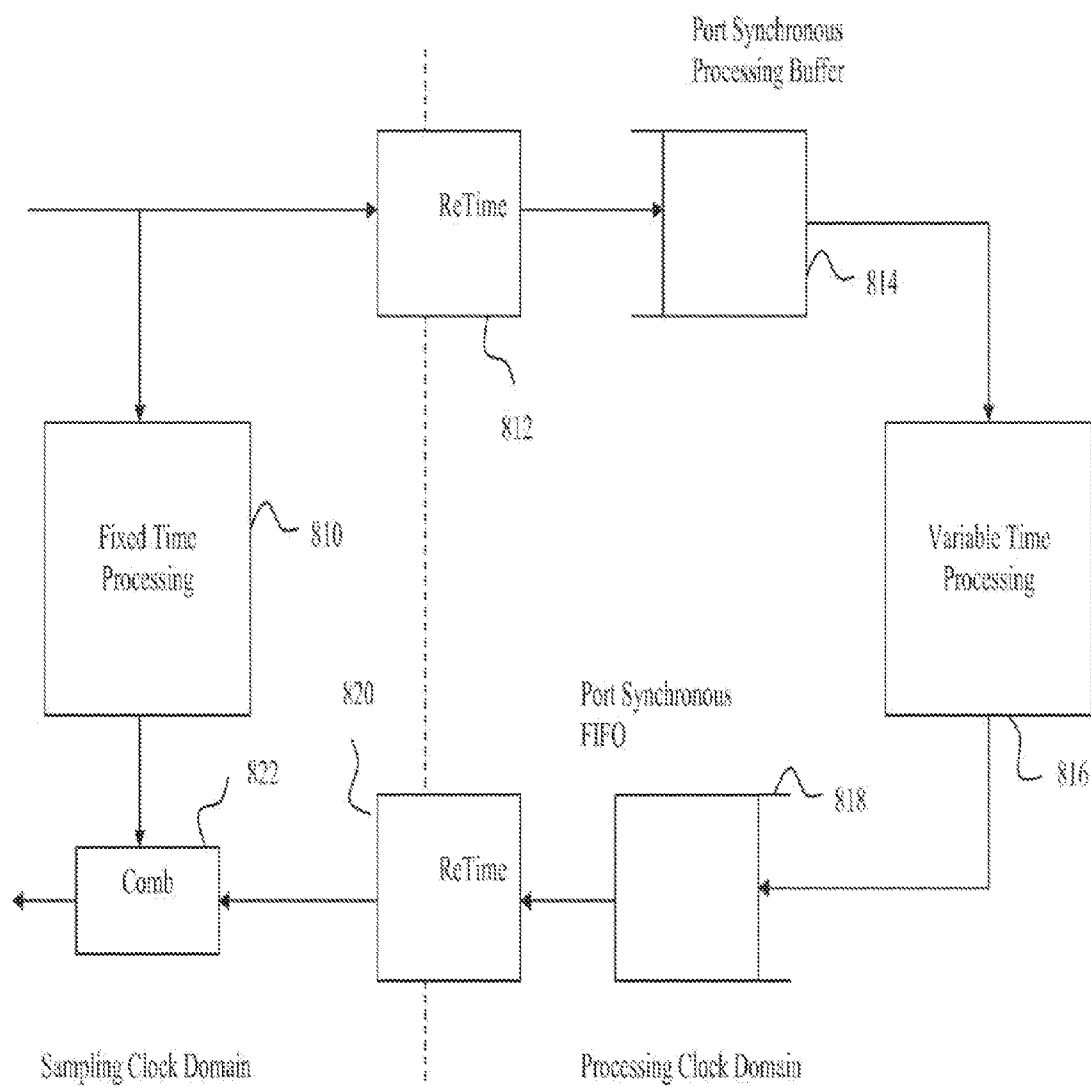 Port Synchronous
Processing Buffer
ReTime
814
812
Fixed Time
Processing
810
Variable Time
Processing
820
Port Synchronous
FIFO
822
816
818
ReTime
Comb
Sampling Clock Domain
Processing Clock Domain